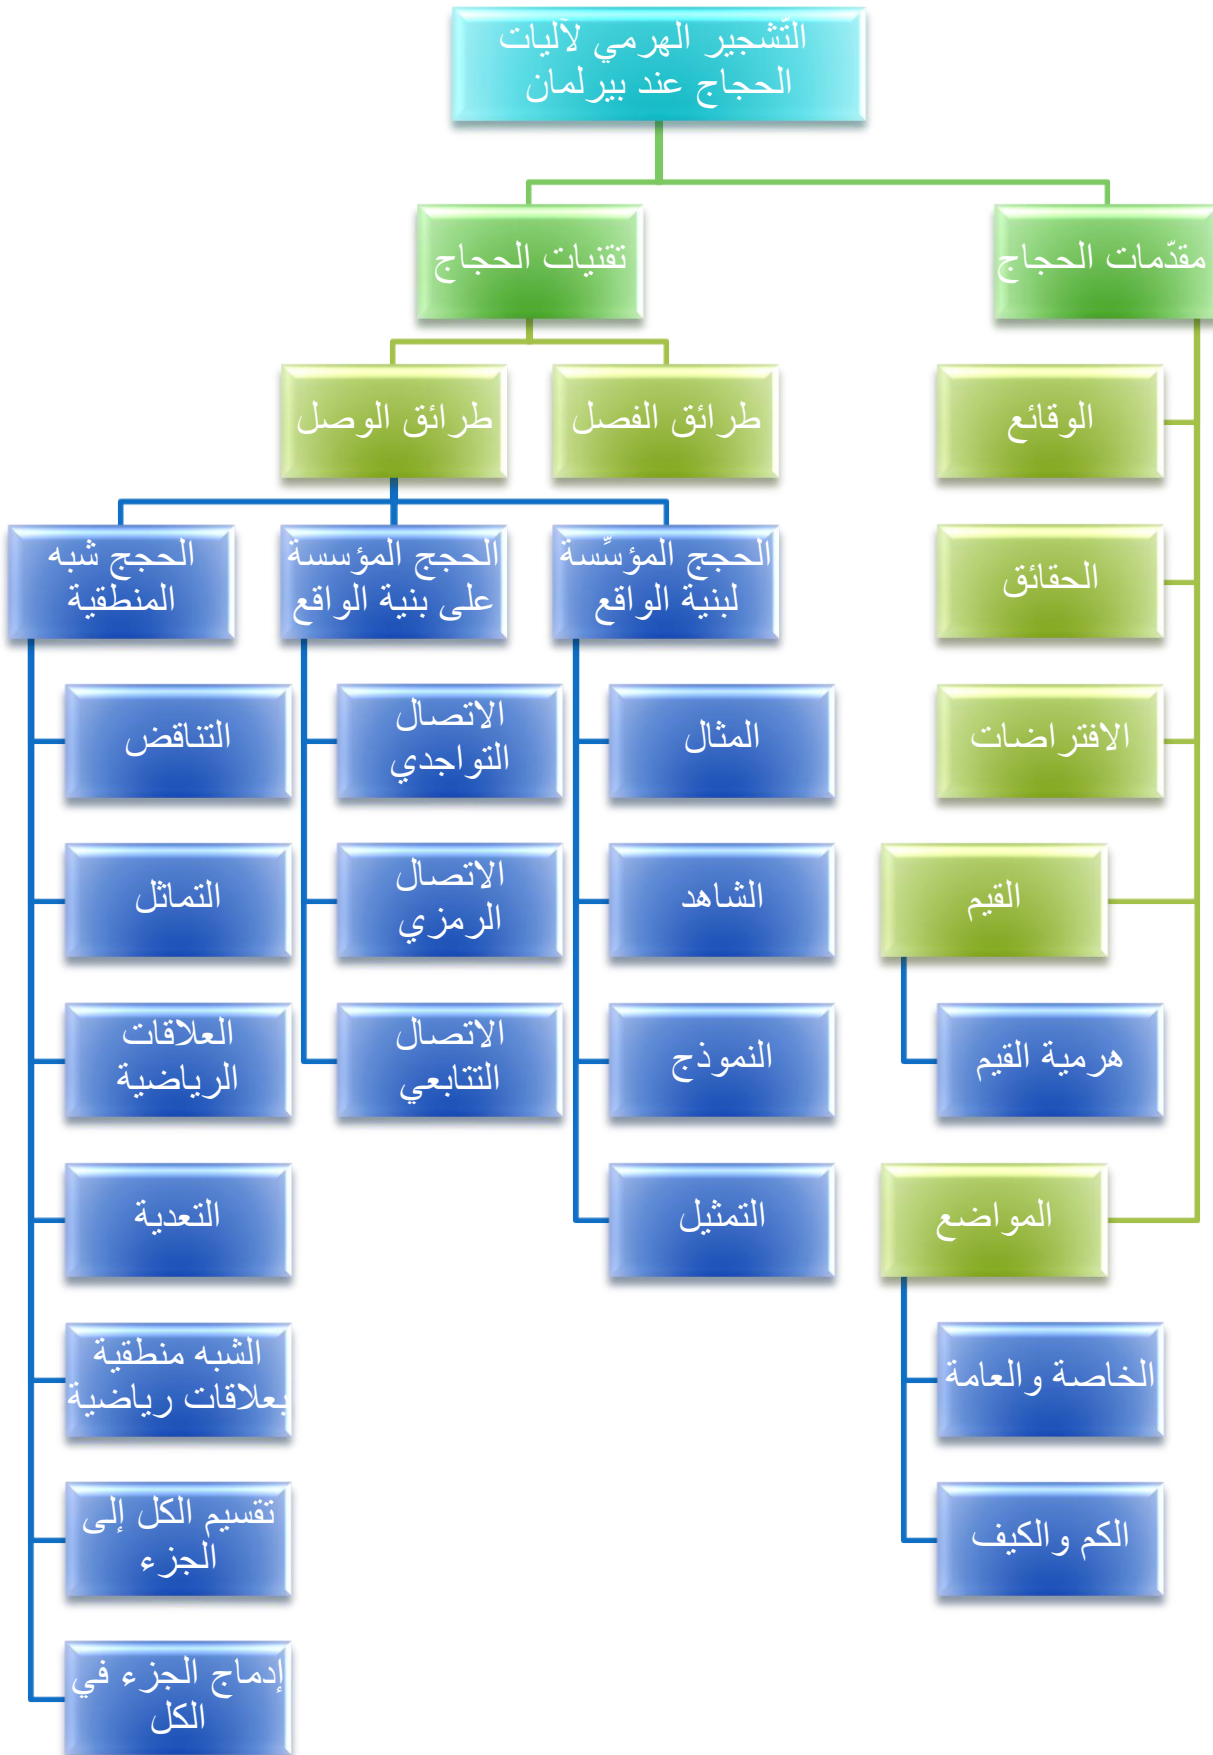 التّشجير الهرمي لآليات
الحجاج عند بيرلمان
مقدّمات الحجاج
الوقائع
الحقائق
الافتراضات
القيم
هرمية القيم
المواضع
الخاصة والعامة
الكم والكيف
تقنيات الحجاج
طرائق الفصل
طرائق الوصل
الحجج المؤسِّسة
لبنية الواقع
المثال
الشاهد
النموذج
التمثيل
الحجج المؤسسة
على بنية الواقع
الاتصال
التواجدي
الاتصال
الرمزي
الاتصال
التتابعي
الحجج شبه
المنطقية
التناقض
التماثل
العلاقات
الرياضية
التعدية
الشبه منطقية
بعلاقات رياضية
تقسيم الكل إلى
الجزء
إدماج الجزء في
الكل